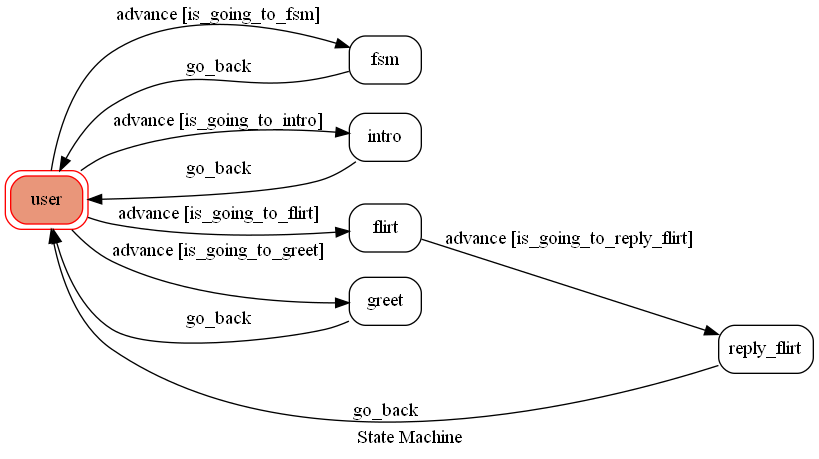 advance [is_going_to_fsm]
fsm
go_back
advance [is_going_to_intro]
intro
go_back
user
advance [is_going_to_flirt]
flirt
advance [is_going_to_reply_flirt]
advance [is_going_to_greet]
greet
go_back
reply_flirt
go_back
State Machine